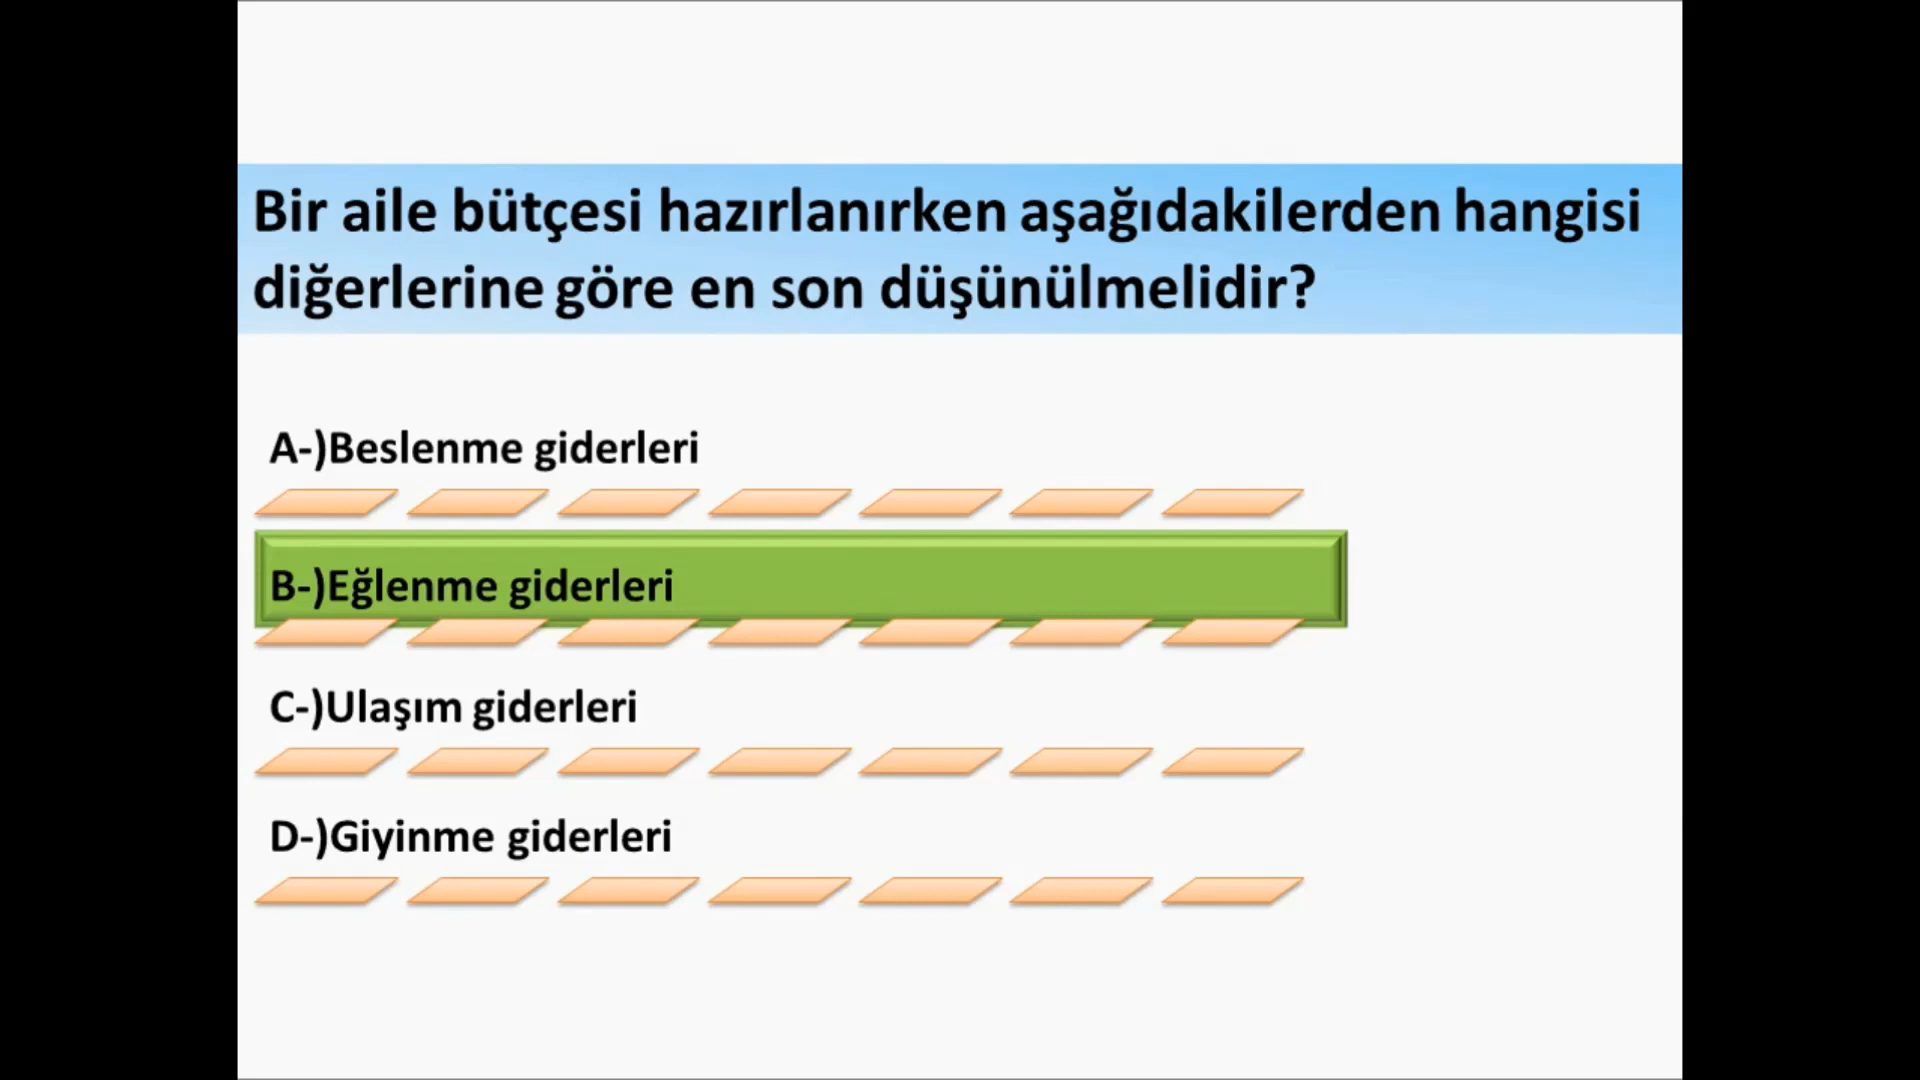 Bir aile bütçesi hazırlanırken aşağıdakilerden hangisi
diğerlerine göre en son düşünülmelidir?
A-)Beslenme giderleri
B-)Eğlenme giderleri
C-)Ulaşım giderleri
D-)Giyinme giderleri